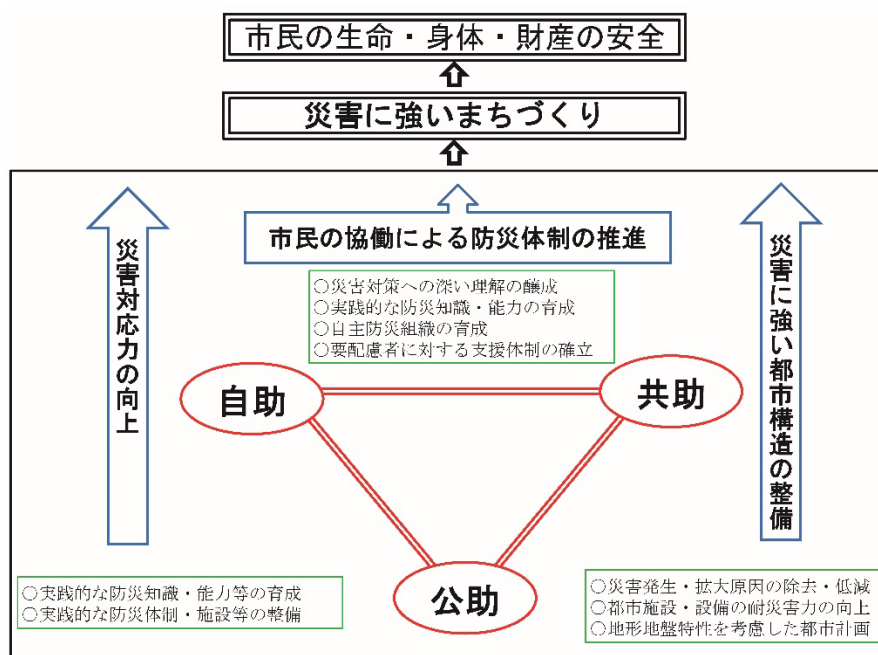 市民の生命・身体・財産の安全
災害に強いまちづくり
市民の協働による防災体制の推進
災害対応力の向上
災害に強い都市構造の整備
○災害対策への深い理解の醸成
○実践的な防災知識・能力の育成
○自主防災組織の育成
○要配慮者に対する支援体制の確立
自助
共助
公助
○実践的な防災知識・能力等の育成
○実践的な防災体制・施設等の整備
○災害発生・拡大原因の除去・低減
○都市施設・設備の耐災害力の向上
○地形地盤特性を考慮した都市計画